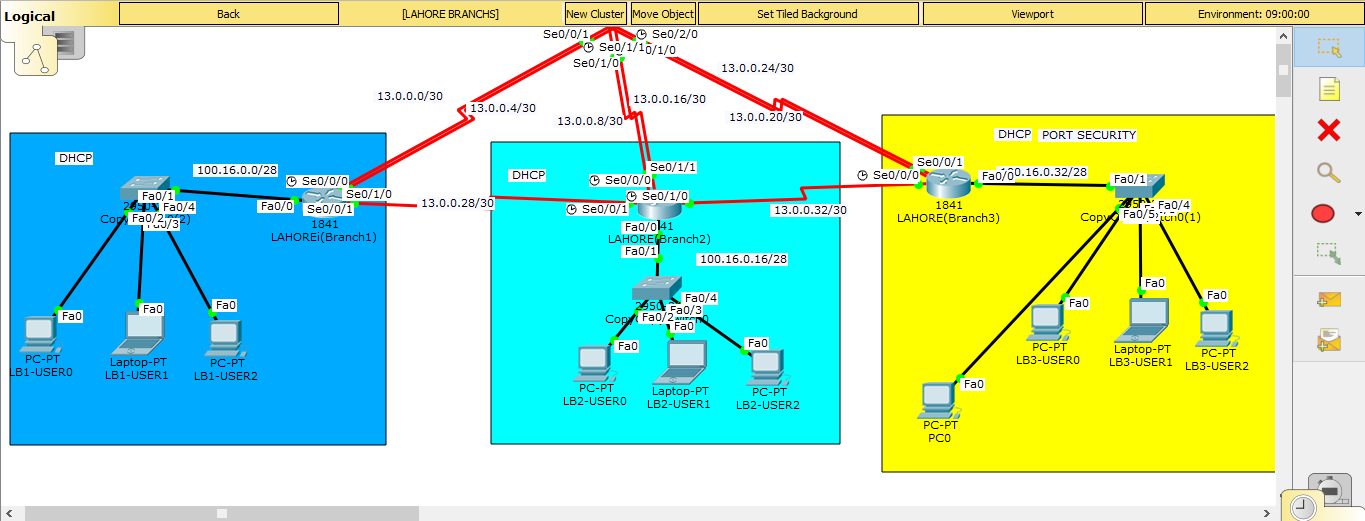 Logical
Back
[LAHORE BRANCHS]
New Cluster
Move Object
Set Tiled Background
Viewport
Environment: 09:00:00
Se0/0/1
Se0/2/0
Se0/1/1
0/1/0
Se0/1/0
13.0.0.24/30
13.0.0.0/30
13.0.0.4/30
13.0.0.16/30
13.0.0.8/30
13.0.0.20/30
DHCP
100.16.0.0/28
Se0/0/0
Se0/1/0
Fa0/1
Fa0/4
Fa0/2
Fa0/3
Fa0/0
Se0/0/1
1841
LAHOREi(Branch1)
13.0.0.28/30
Fa0
Fa0
Fa0
PC-PT
LB1-USER0
Laptop-PT
LB1-USER1
PC-PT
LB1-USER2
DHCP
Se0/1/1
Se0/0/0
Se0/1/0
Se0/0/1
Fa0/0
41
LAHORE(Branch2)
Fa0/1
100.16.0.16/28
13.0.0.32/30
Fa0/4
Fa0/3
Fa0/2
Fa0
Fa0
Fa0
PC-PT
LB2-USER0
Laptop-PT
LB2-USER1
PC-PT
LB2-USER2
DHCP
PORT SECURITY
Se0/0/1
Se0/0/0
Fa0/0
100.16.0.32/28
Fa0/1
1841
LAHORE(Branch3)
Fa0/4
Fa0/5
Fa0
Fa0
Fa0
Fa0
PC-PT
LB3-USER0
Laptop-PT
LB3-USER1
PC-PT
LB3-USER2
PC-PT
PC0